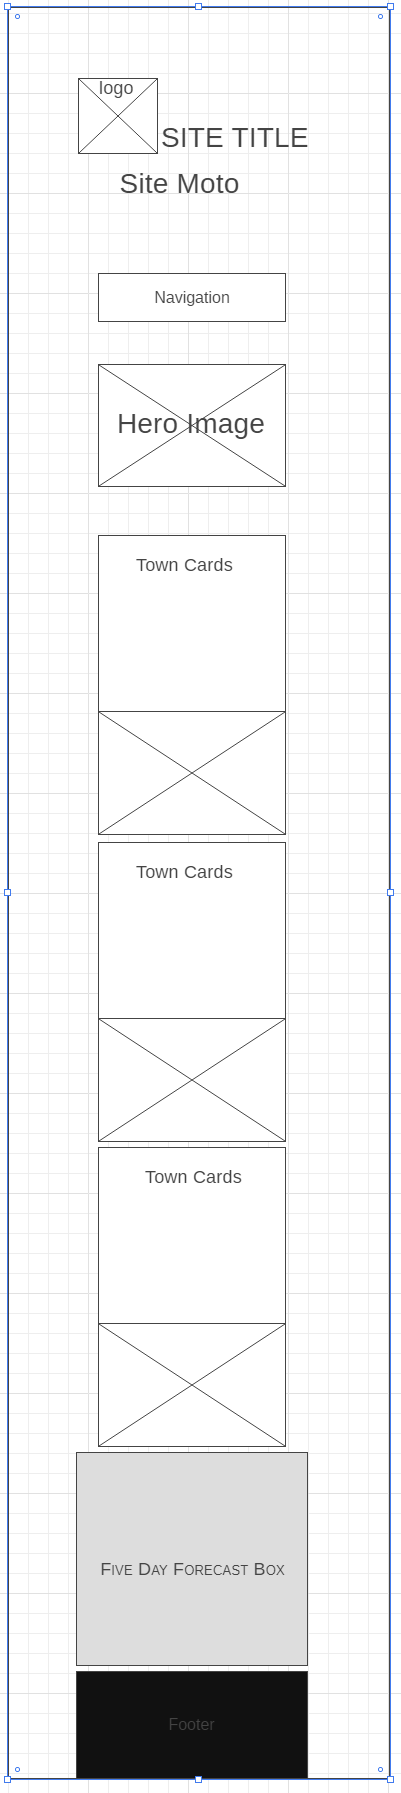 logo
SITE TITLE
Site Moto
Navigation
Hero Image
Town Cards
Town Cards
Town Cards
Five Day Forecast Box
Footer